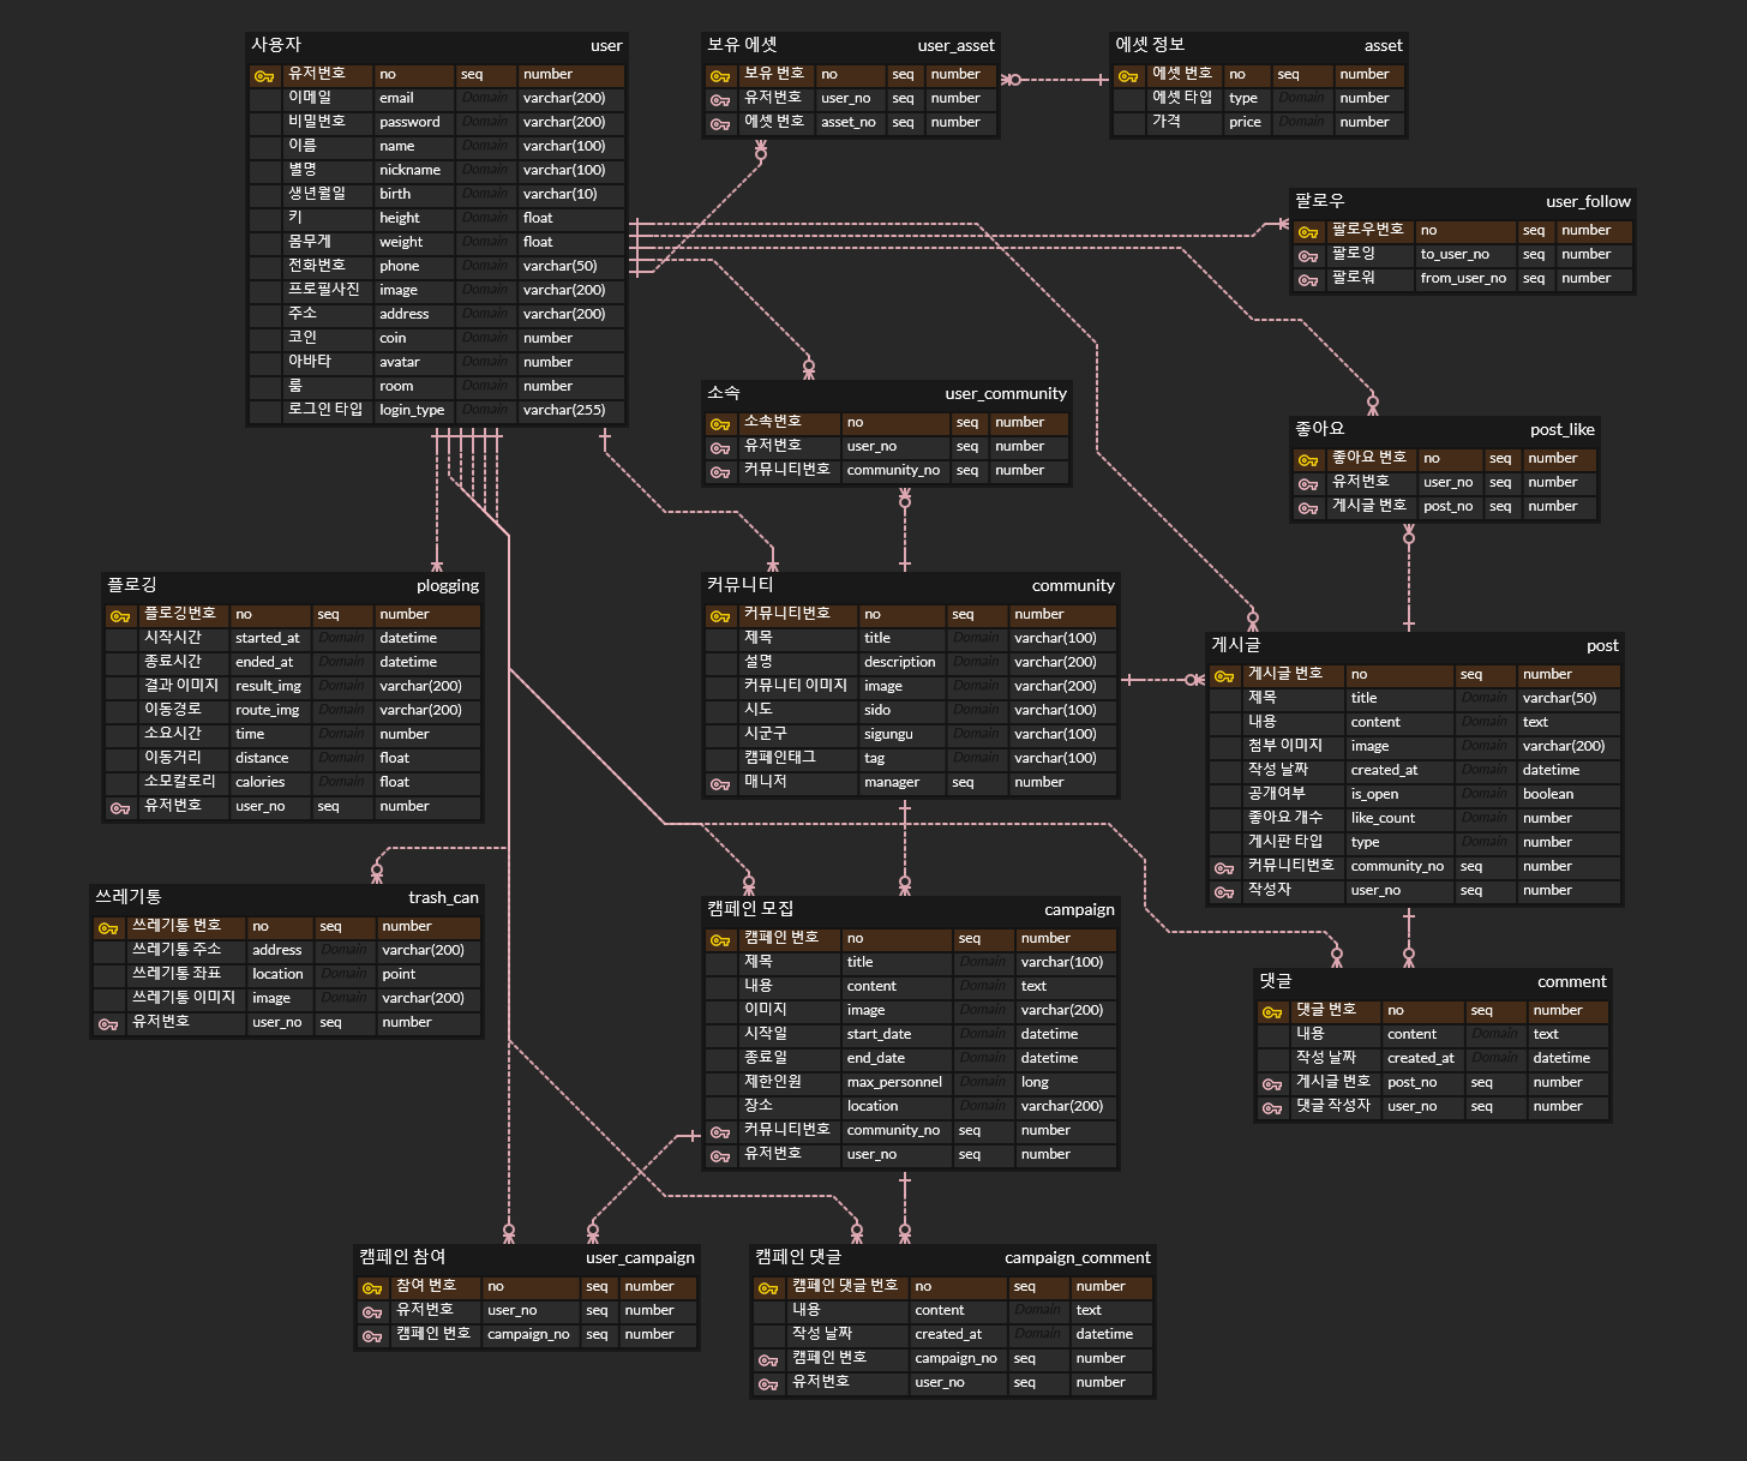 사용자 user
유저번호 no seq number
이메일 email Domain varchar(200)
비밀번호 password Domain varchar(200)
이름 name Domain varchar(100)
별명 nickname Domain varchar(100)
생년월일 birth Domain varchar(10)
키 height Domain float
몸무게 weight Domain float
전화번호 phone Domain varchar(50)
프로필사진 image Domain varchar(200)
주소 address Domain varchar(200)
코인 coin Domain number
아바타 avatar Domain number
룸 room Domain number
로그인 타입 login_type Domain varchar(255)
보유 에셋 user_asset
보유 번호 no seq number
유저번호 user_no seq number
에셋 번호 asset_no seq number
에셋 정보 asset
에셋 번호 no seq number
에셋 타입 type Domain number
가격 price Domain number
팔로우 user_follow
팔로우번호 no seq number
팔로잉 to_user_no seq number
팔로워 from_user_no seq number
소속 user_community
소속번호 no seq number
유저번호 user_no seq number
커뮤니티번호 community_no seq number
좋아요 post_like
좋아요 번호 no seq number
유저번호 user_no seq number
게시글 번호 post_no seq number
플로깅 plogging
플로깅번호 no seq number
시작시간 started_at Domain datetime
종료시간 ended_at Domain datetime
결과 이미지 result_img Domain varchar(200)
이동경로 route_img Domain varchar(200)
소요시간 time Domain number
이동거리 distance Domain float
소모칼로리 calories Domain float
유저번호 user_no seq number
커뮤니티 community
커뮤니티번호 no seq number
제목 title Domain varchar(100)
설명 description Domain varchar(200)
커뮤니티 이미지 image Domain varchar(200)
시도 sido Domain varchar(100)
시군구 sigungu Domain varchar(100)
캠페인태그 tag Domain varchar(100)
매니저 manager seq number
게시글 post
게시글 번호 no seq number
제목 title Domain varchar(50)
내용 content Domain text
첨부 이미지 image Domain varchar(200)
작성 날짜 created_at Domain datetime
공개여부 is_open Domain boolean
좋아요 개수 like_count Domain number
게시판 타입 type Domain number
커뮤니티번호 community_no seq number
작성자 user_no seq number
쓰레기통 trash_can
쓰레기통 번호 no seq number
쓰레기통 주소 address Domain varchar(200)
쓰레기통 좌표 location Domain point
쓰레기통 이미지 image Domain varchar(200)
유저번호 user_no seq number
캠페인 모집 campaign
캠페인 번호 no seq number
제목 title Domain varchar(100)
내용 content Domain text
이미지 image Domain varchar(200)
시작일 start_date Domain datetime
종료일 end_date Domain datetime
제한인원 max_personnel Domain long
장소 location Domain varchar(200)
커뮤니티번호 community_no seq number
유저번호 user_no seq number
댓글 comment
댓글 번호 no seq number
내용 content Domain text
작성 날짜 created_at Domain datetime
게시글 번호 post_no seq number
댓글 작성자 user_no seq number
캠페인 참여 user_campaign
참여 번호 no seq number
유저번호 user_no seq number
캠페인 번호 campaign_no seq number
캠페인 댓글 campaign_comment
캠페인 댓글 번호 no seq number
내용 content Domain text
작성 날짜 created_at Domain datetime
캠페인 번호 campaign_no seq number
유저번호 user_no seq number